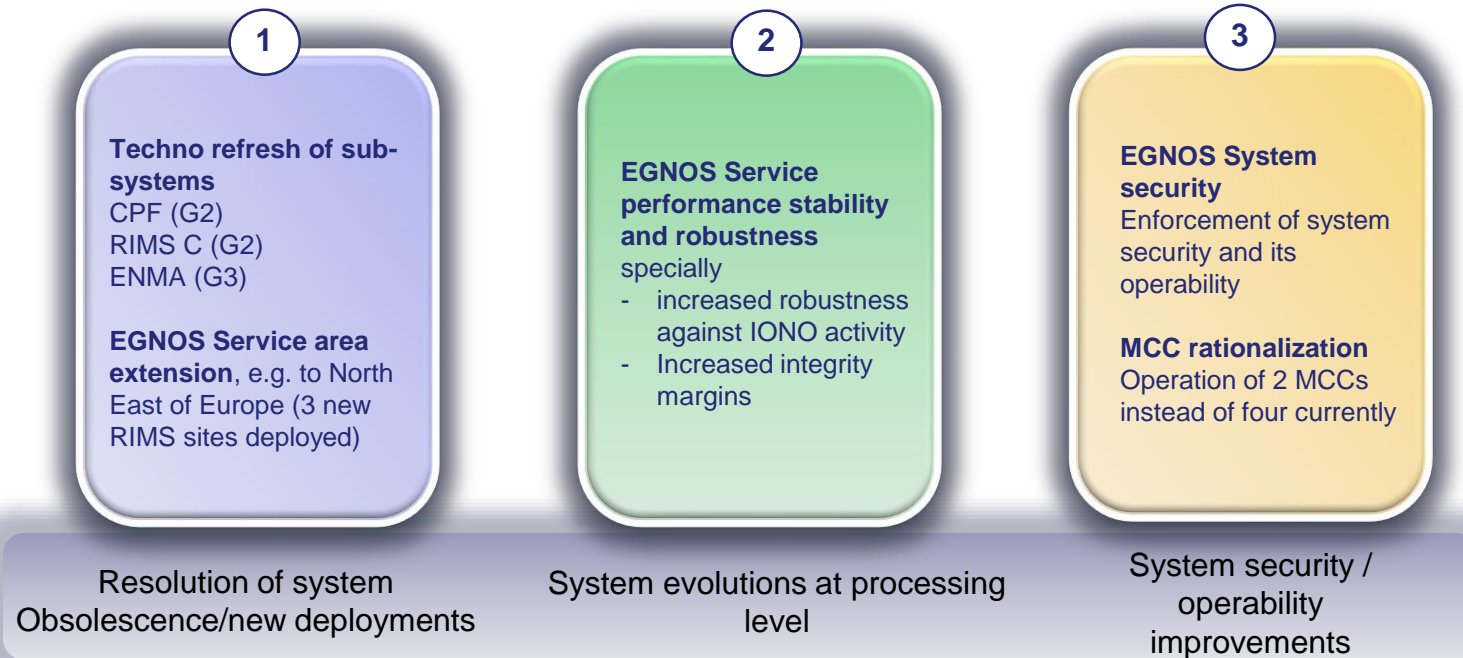 1
Techno refresh of sub-
systems
CPF (G2)
RIMS C (G2)
ENMA (G3)
EGNOS Service area
extension, e.g. to North
East of Europe (3 new
RIMS sites deployed)
Resolution of system
Obsolescence/new deployments
2
EGNOS Service
performance stability
and robustness
specially
- increased robustness
against IONO activity
- Increased integrity
margins
System evolutions at processing
level
3
EGNOS System
security
Enforcement of system
security and its
operability
MCC rationalization
Operation of 2 MCCs
instead of four currently
System security /
operability
improvements